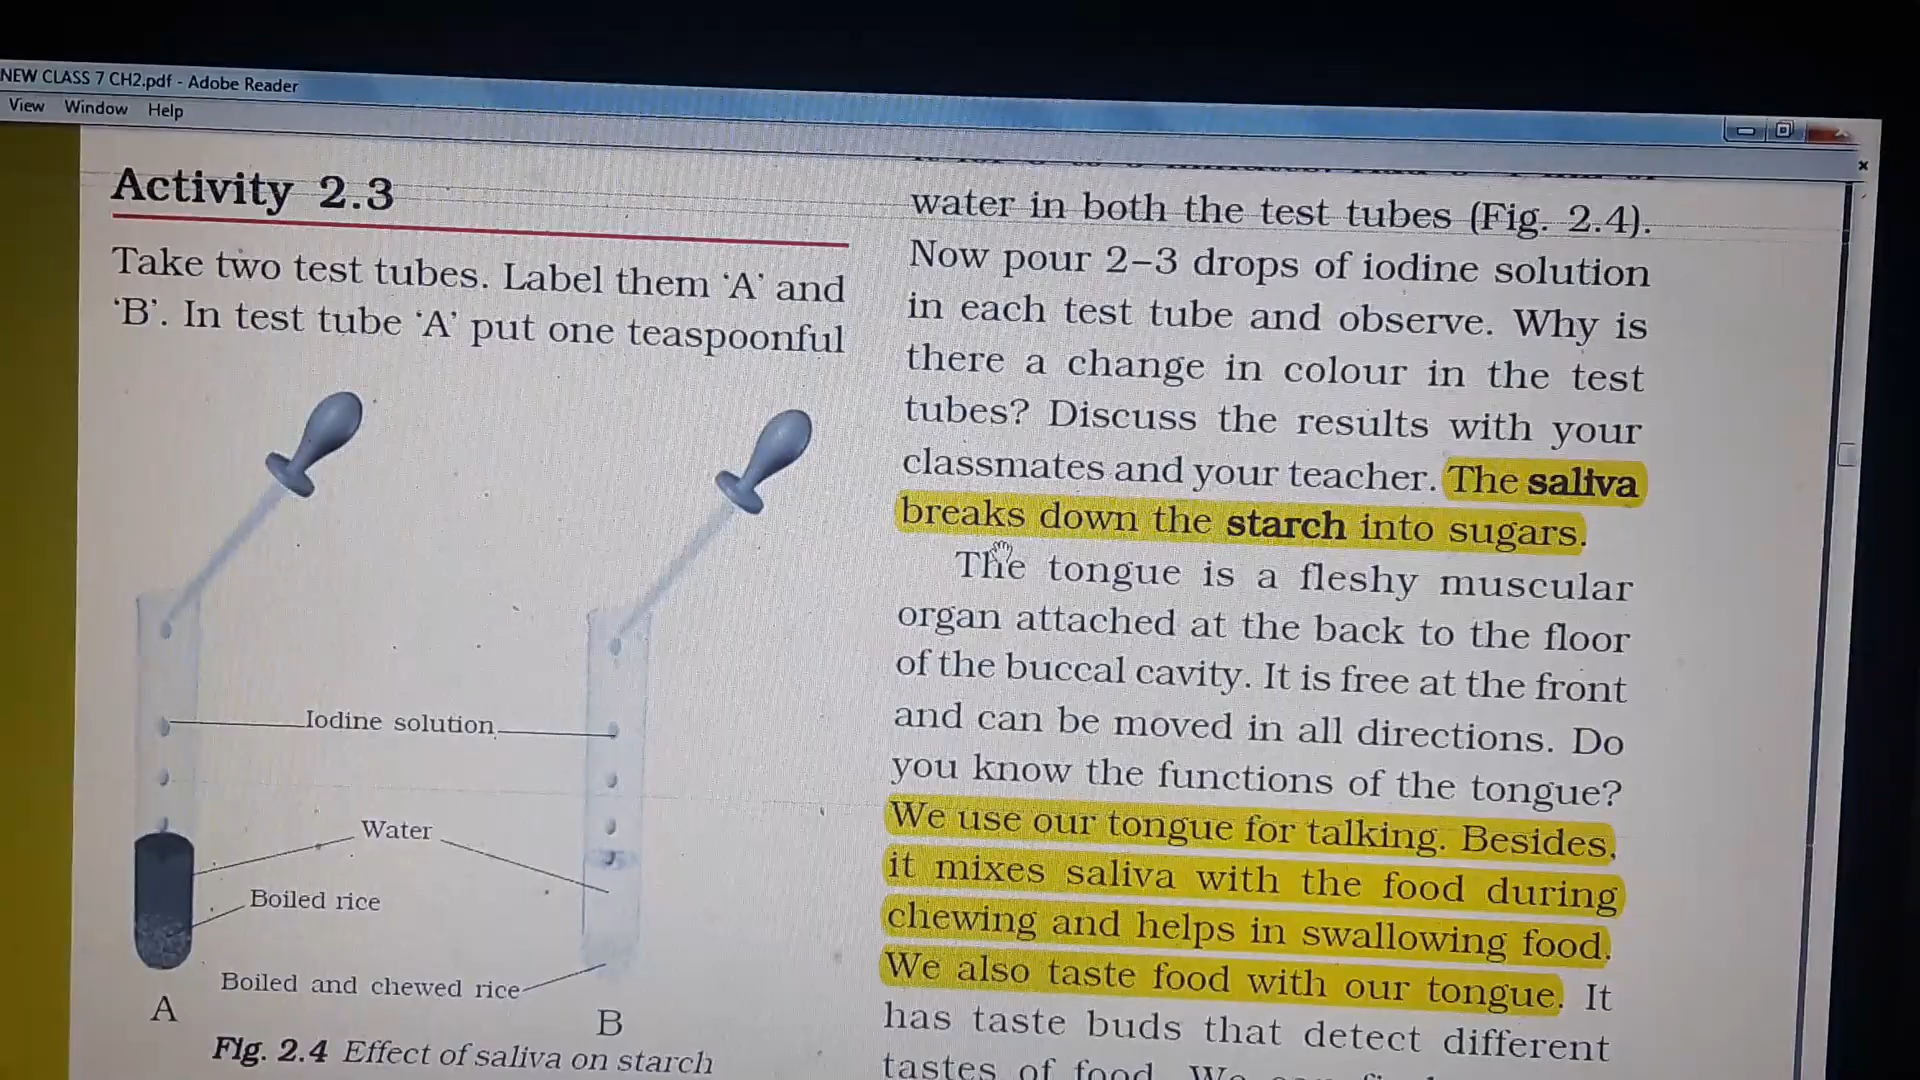 NEW CLASS 7 CH2.pdf - Adobe Reader
View Window Help
Activity 2.3
Take two test tubes. Label them ‘A’ and
‘B’. In test tube ‘A’ put one teaspoonful
Iodine solution
Water
Boiled rice
Boiled and chewed rice
A
B
Fig. 2.4 Effect of saliva on starch
water in both the test tubes (Fig. 2.4).
Now pour 2–3 drops of iodine solution
in each test tube and observe. Why is
there a change in colour in the test
tubes? Discuss the results with your
classmates and your teacher. The saliva
breaks down the starch into sugars.
The tongue is a fleshy muscular
organ attached at the back to the floor
of the buccal cavity. It is free at the front
and can be moved in all directions. Do
you know the functions of the tongue?
We use our tongue for talking. Besides,
it mixes saliva with the food during
chewing and helps in swallowing food.
We also taste food with our tongue. It
has taste buds that detect different
tastes of food. We